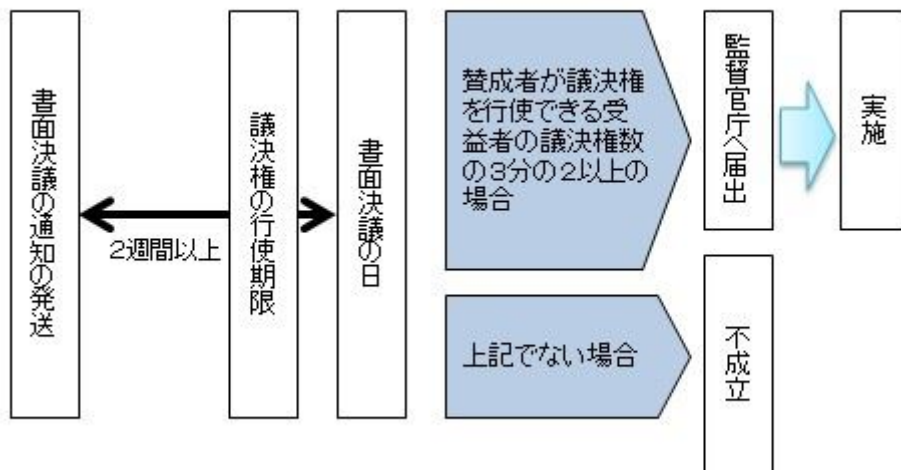 書面決議の通知の発送
2週間以上
議決権の行使期限
書面決議の日
賛成者が議決権
を行使できる受
益者の議決権数
の3分の2以上の
場合
監督官庁へ届出
実施
上記でない場合
不成立